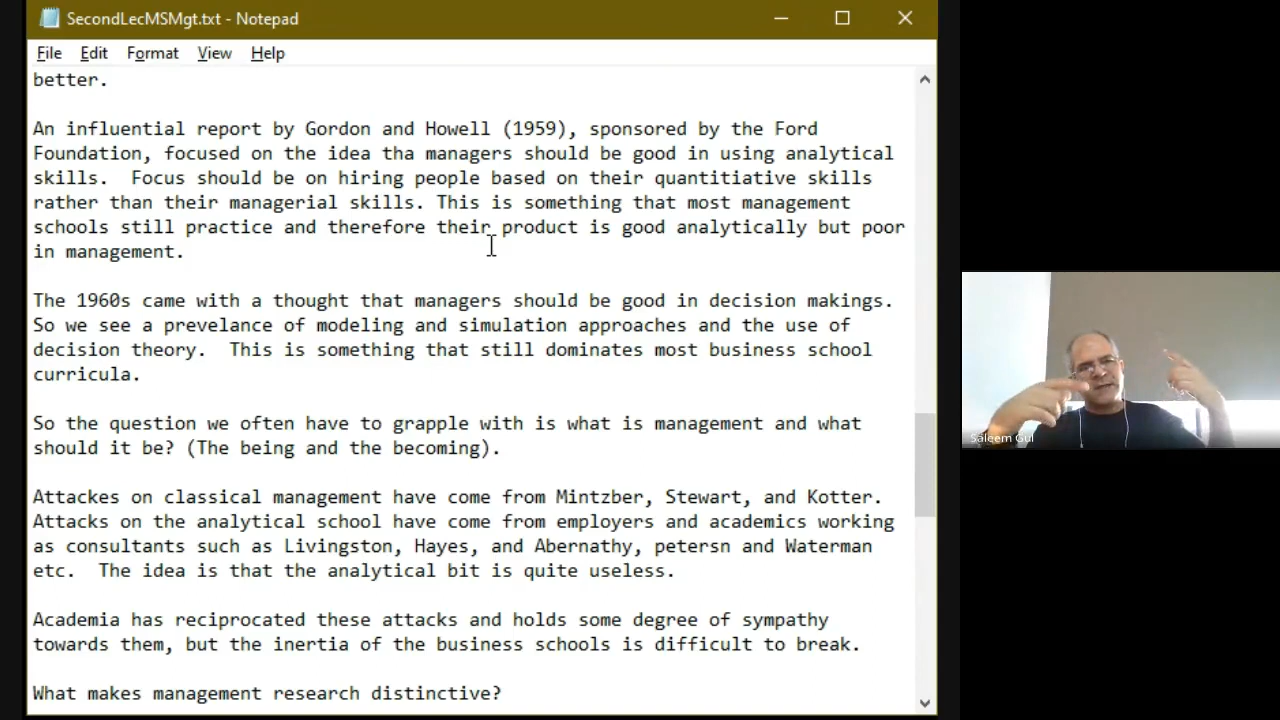 SecondLecMSMgt.txt - Notepad
File Edit Format View Help
better.
An influential report by Gordon and Howell (1959), sponsored by the Ford
Foundation, focused on the idea tha managers should be good in using analytical
skills.  Focus should be on hiring people based on their quantitiative skills
rather than their managerial skills. This is something that most management
schools still practice and therefore their product is good analytically but poor
in management.
The 1960s came with a thought that managers should be good in decision makings.
So we see a prevelance of modeling and simulation approaches and the use of
decision theory.  This is something that still dominates most business school
curricula.
So the question we often have to grapple with is what is management and what
should it be? (The being and the becoming).
Attackes on classical management have come from Mintzber, Stewart, and Kotter.
Attacks on the analytical school have come from employers and academics working
as consultants such as Livingston, Hayes, and Abernathy, petersn and Waterman
etc.  The idea is that the analytical bit is quite useless.
Academia has reciprocated these attacks and holds some degree of sympathy
towards them, but the inertia of the business schools is difficult to break.
What makes management research distinctive?
Saleem Gul